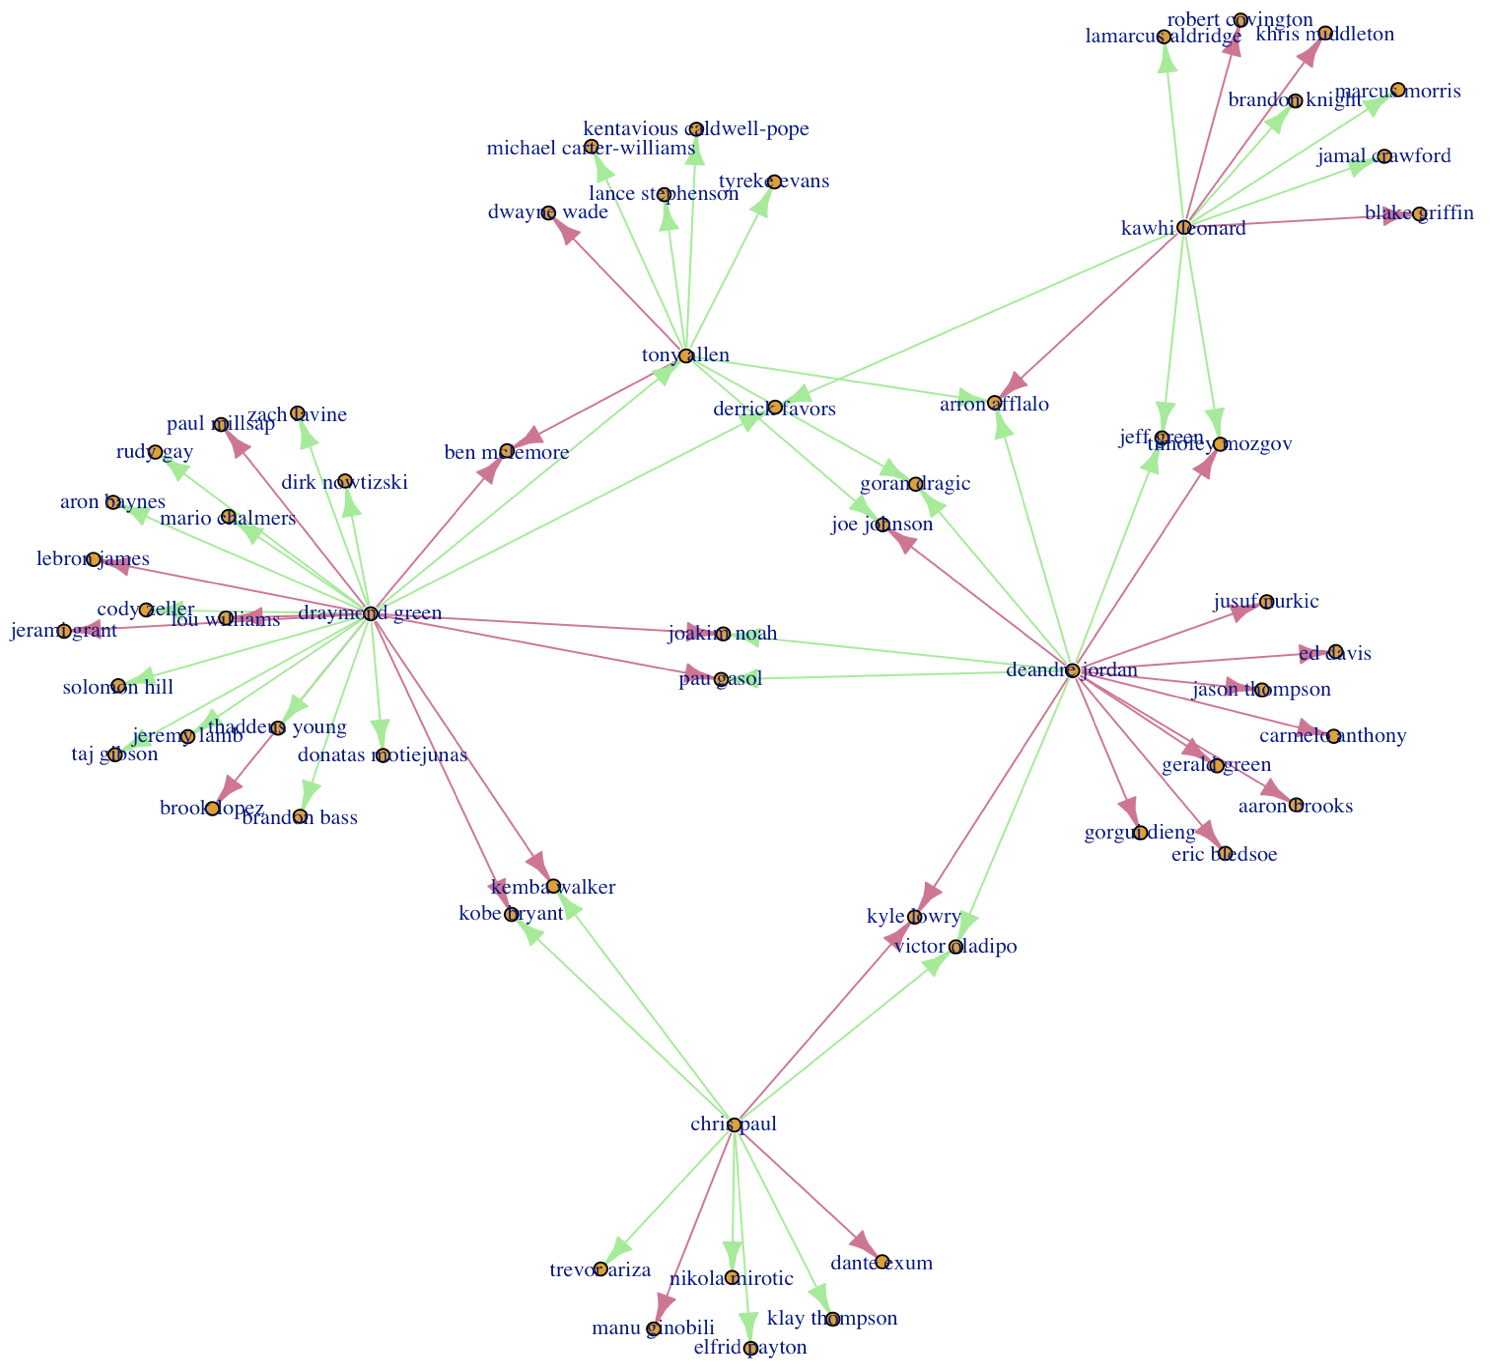 robert covington
lamarcus aldridge
khris middleton
marcus morris
brandon knight
kentavious caldwell-pope
michael carter-williams
jamal crawford
tyreke evans
lance stephenson
dwayne wade
blake griffin
kawhi leonard
tony allen
arron afflalo
derrick favors
zach lavine
paul millsap
jeff green
timofey mozgov
rudy gay
ben mclemore
dirk nowtizski
goran dragic
aron baynes
mario chalmers
joe johnson
lebron james
jusuf nurkic
cody zeller
draymond green
lou williams
jerami grant
joakim noah
ed davis
deandre jordan
pau gasol
solomon hill
jason thompson
thaddeus young
jeremy lamb
carmelo anthony
taj gibson
donatas motiejunas
gerald green
aaron brooks
brook lopez
brandon bass
gorgui dieng
eric bledsoe
kemba walker
kobe bryant
kyle lowry
victor oladipo
chris paul
dante exum
trevor ariza
nikola mirotic
klay thompson
manu ginobili
elfrid payton